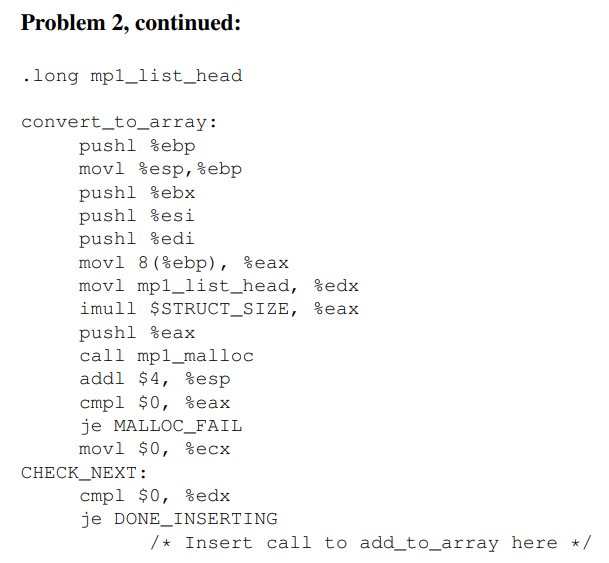 Problem 2, continued:
.long mp1_list_head
convert_to_array:
pushl %ebp
movl %esp,%ebp
pushl %ebx
pushl %esi
pushl %edi
movl 8(%ebp), %eax
movl mp1_list_head, %edx
imull $STRUCT_SIZE, %eax
pushl %eax
call mp1_malloc
addl $4, %esp
cmpl $0, %eax
je MALLOC_FAIL
movl $0, %ecx
CHECK_NEXT:
cmpl $0, %edx
je DONE_INSERTING
/* Insert call to add_to_array here */